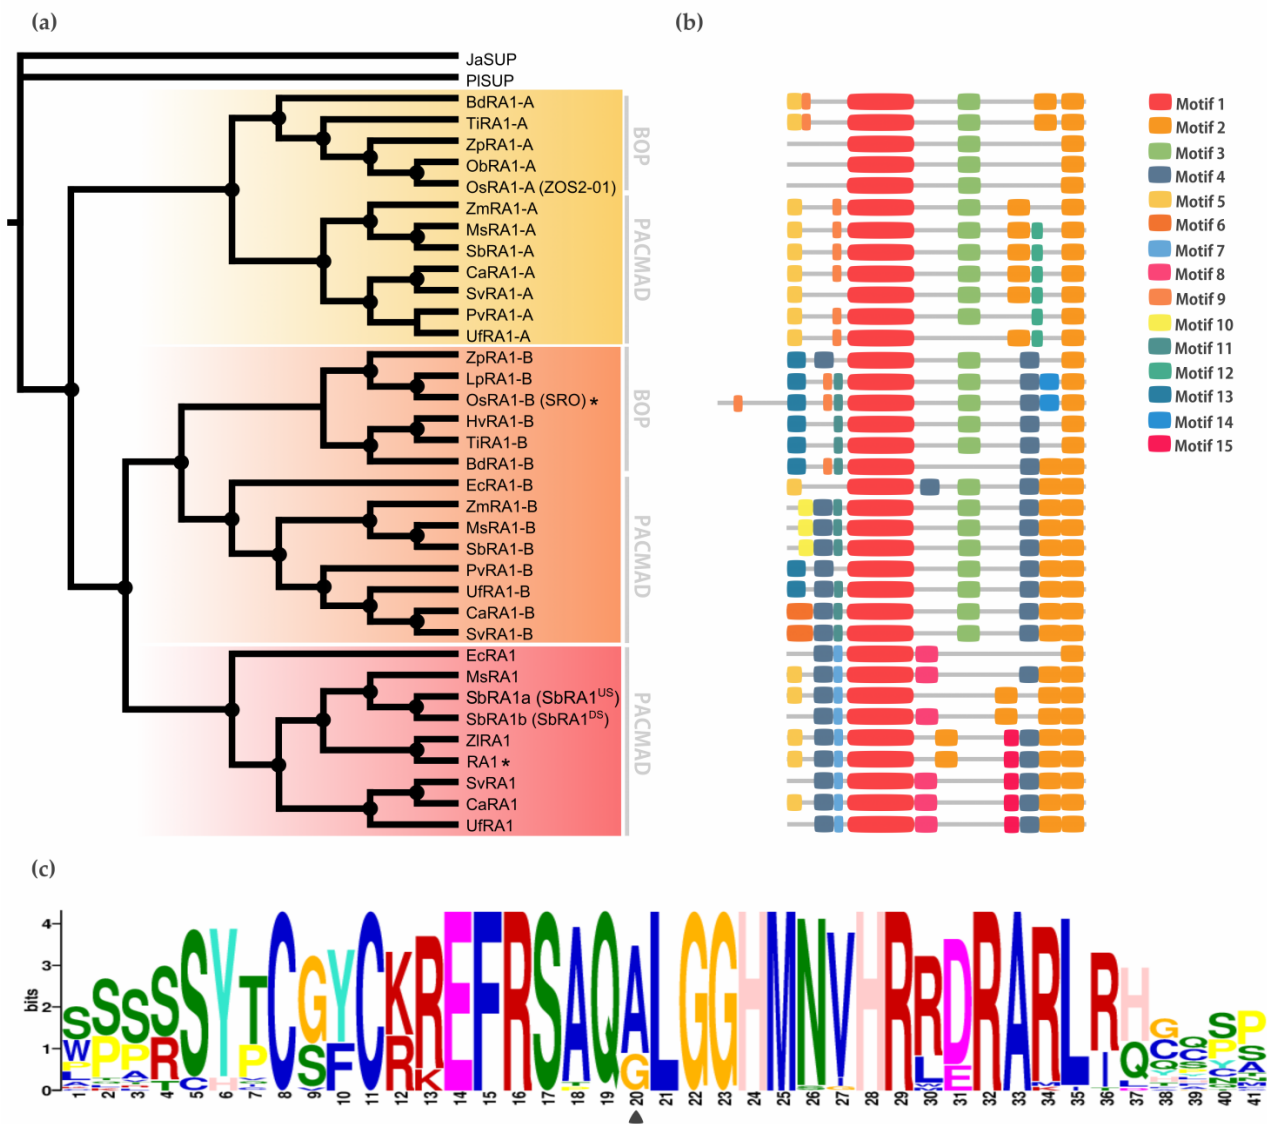 (a)
JaSUP
PlSUP
BdRA1-A
TiRA1-A
ZpRA1-A
ObRA1-A
OsRA1-A (ZOS2-01)
BOP
ZmRA1-A
MsRA1-A
SbRA1-A
CaRA1-A
SvRA1-A
PvRA1-A
UfRA1-A
PACMAD
ZpRA1-B
LpRA1-B
OsRA1-B (SRO) *
HvRA1-B
TiRA1-B
BdRA1-B
BOP
EcRA1-B
ZmRA1-B
MsRA1-B
SbRA1-B
PvRA1-B
UfRA1-B
CaRA1-B
SvRA1-B
PACMAD
EcRA1
MsRA1
SbRA1a (SbRA1US)
SbRA1b (SbRA1DS)
ZlRA1
RA1 *
SvRA1
CaRA1
UfRA1
PACMAD
(b)
Motif 1
Motif 2
Motif 3
Motif 4
Motif 5
Motif 6
Motif 7
Motif 8
Motif 9
Motif 10
Motif 11
Motif 12
Motif 13
Motif 14
Motif 15
(c)
bits
4
3
2
1
0
SSSSSYTCGYCKREFRSAQALGGHMNVHRRDRARLRHGQSP
1 2 3 4 5 6 7 8 9 10 11 12 13 14 15 16 17 18 19 20 21 22 23 24 25 26 27 28 29 30 31 32 33 34 35 36 37 38 39 40 41